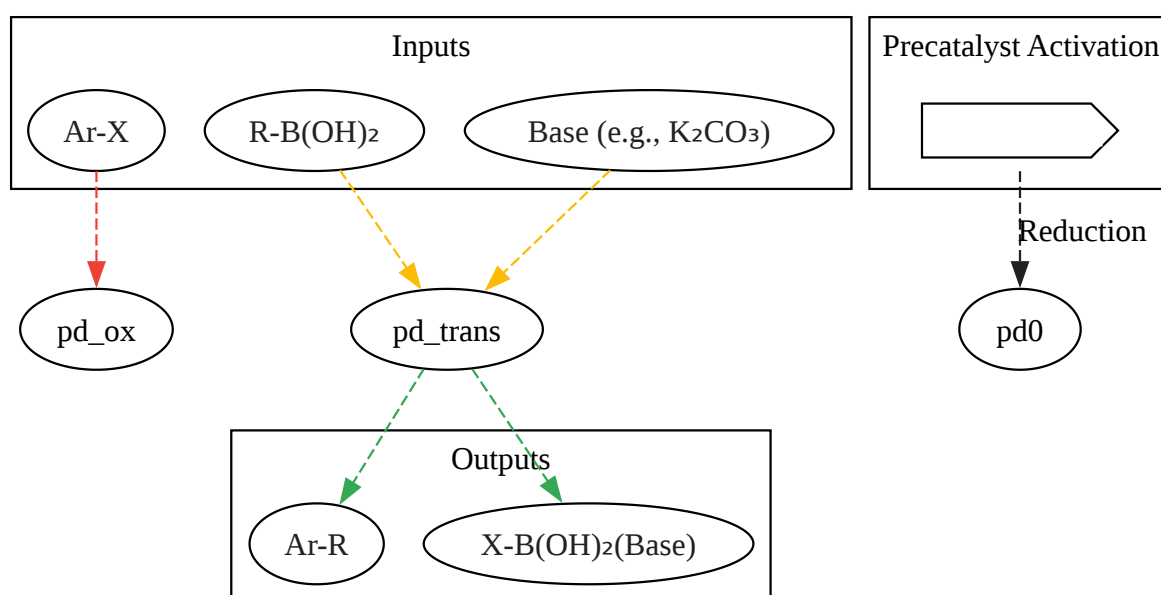 Inputs
Precatalyst Activation
Ar-X
R-B(OH)₂
Base (e.g., K₂CO₃)
Reduction
pd_ox
pd_trans
pd0
Outputs
Ar-R
X-B(OH)₂(Base)